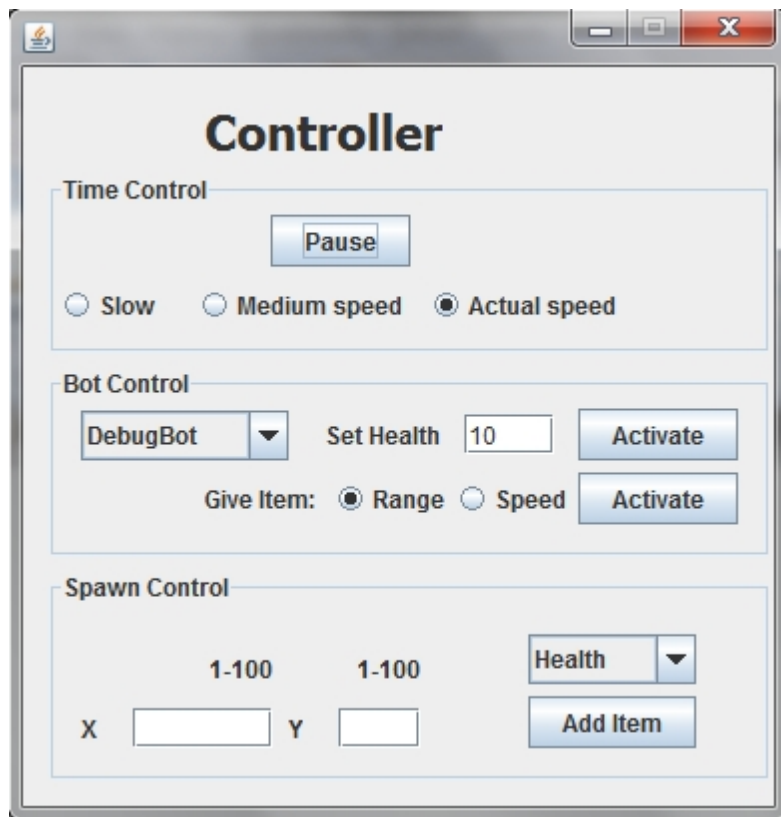 Controller
Time Control
Pause
Slow Medium speed Actual speed
Bot Control
DebugBot Set Health 10 Activate
Give Item: Range Speed Activate
Spawn Control
1-100 1-100 Health
X Y Add Item